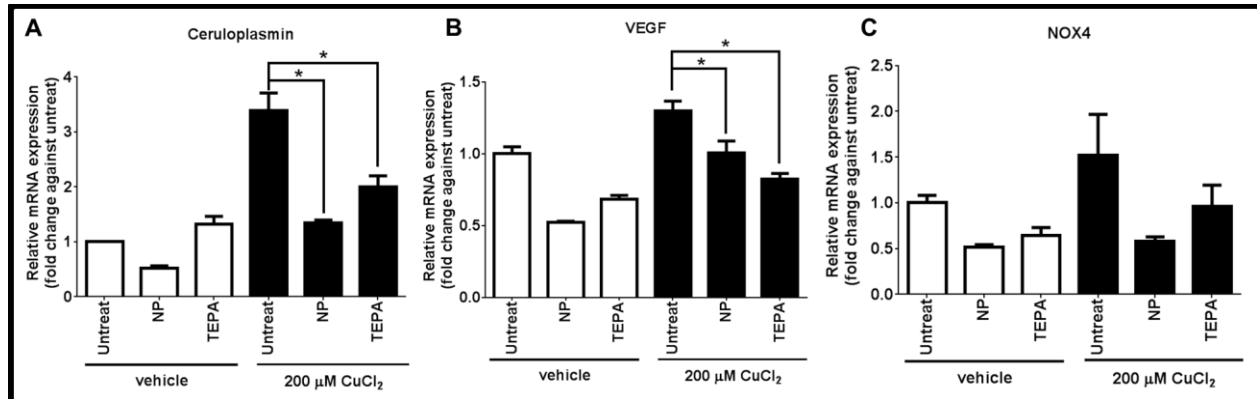 A
Ceruloplasmin
Relative mRNA expression
(fold change against untreat)
4
3
2
1
0
*
*
Untreat
NP
TEPA
Untreat
NP
TEPA
vehicle
200 μM CuCl₂
B
VEGF
Relative mRNA expression
(fold change against untreat)
1.5
1.0
0.5
0.0
*
*
Untreat
NP
TEPA
Untreat
NP
TEPA
vehicle
200 μM CuCl₂
C
NOX4
Relative mRNA expression
(fold change against untreat)
2.5
2.0
1.5
1.0
0.5
0.0
Untreat
NP
TEPA
Untreat
NP
TEPA
vehicle
200 μM CuCl₂